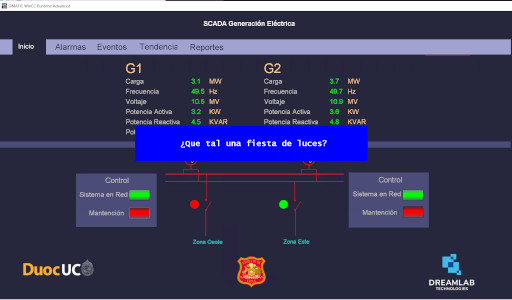 SIMATIC WinCC Runtime Advanced
SCADA Generación Eléctrica
Inicio Alarmas Eventos Tendencia Reportes
G1 G2
Carga 3.1 MW Carga 3.7 MW
Frecuencia 49.5 Hz Frecuencia 49.7 Hz
Voltaje 10.5 MV Voltaje 10.9 MV
Potencia Activa 3.2 KW Potencia Activa 3.6 KW
Potencia Reactiva 4.5 KVAR Potencia Reactiva 4.8 KVAR
Pot
¿Que tal una fiesta de luces?
Control Control
Sistema en Red Sistema en Red
Mantención Mantención
Zona Oeste Zona Este
DuocUC
DREAMLAB
TECHNOLOGIES